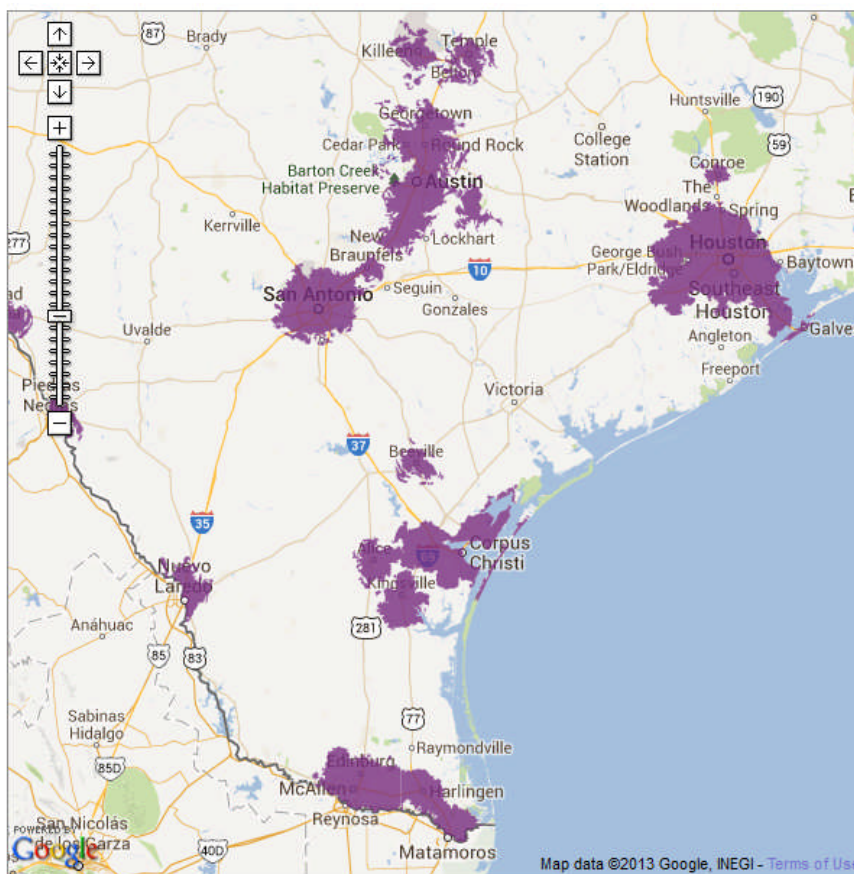 87
Brady
Killeen
Temple
Belton
Georgetown
Huntsville
190
Cedar Park
Round Rock
College
Station
59
Barton Creek
Habitat Preserve
Austin
Conroe
The
Woodlands
Spring
Kerrville
277
New
Braunfels
Lockhart
George Bush
Park/Eldridge
Houston
Baytown
10
San Antonio
Seguin
Gonzales
Southeast
Houston
Galve
ad
Uvalde
Angleton
Freeport
Piedras
Negras
Victoria
37
Beeville
35
Alice
Corpus
Christi
Kingsville
Nuevo
Laredo
Anáhuac
281
85
83
Sabinas
Hidalgo
77
Raymondville
85D
Edinburg
McAllen
Harlingen
Reynosa
San Nicolás
de los Garza
POWERED BY
Google
40D
Matamoros
Map data ©2013 Google, INEGI - Terms of Use